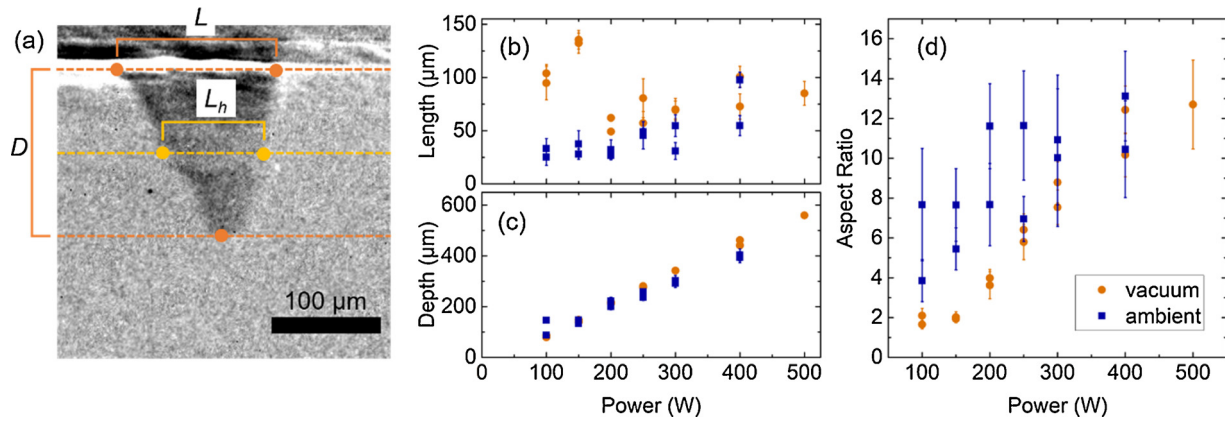 (a)
L
L_h
D
100 µm
(b)
Length (µm)
150
100
50
0
(c)
Depth (µm)
600
400
200
0
0 100 200 300 400 500
Power (W)
(d)
Aspect Ratio
16
14
12
10
8
6
4
2
0
vacuum
ambient
100 200 300 400 500
Power (W)